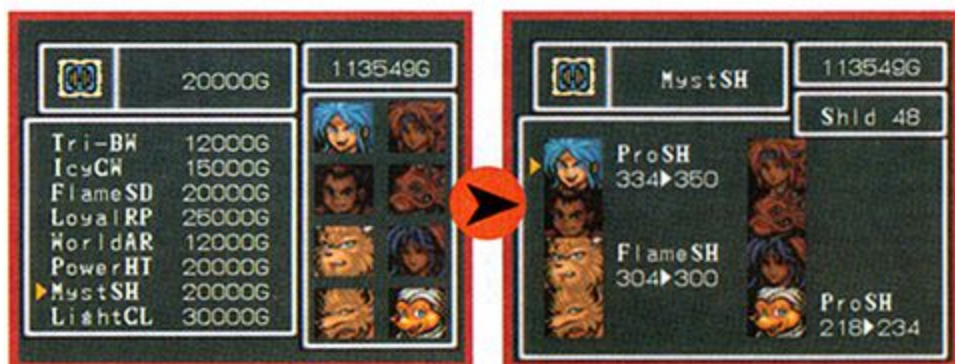 20000G
113549G
Tri-BW 12000G
IcyCW 15000G
FlameSD 20000G
LoyalRP 25000G
WorldAR 12000G
PowerHT 20000G
MystSH 20000G
LightCL 30000G
MystSH
113549G
Shld 48
ProSH
334▶350
FlameSH
304▶300
ProSH
218▶234